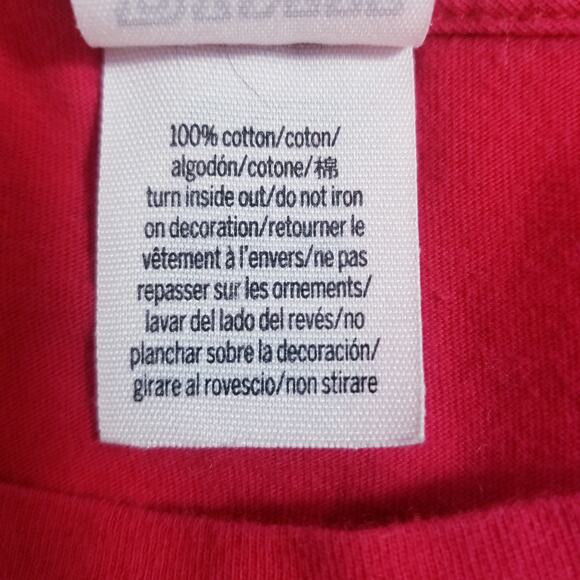 100% cotton/coton/
algodón/cotone/棉
turn inside out/do not iron
on decoration/retourner le
vêtement à l'envers/ne pas
repasser sur les ornements/
lavar del lado del revés/no
planchar sobre la decoración/
girare al rovescio/non stirare